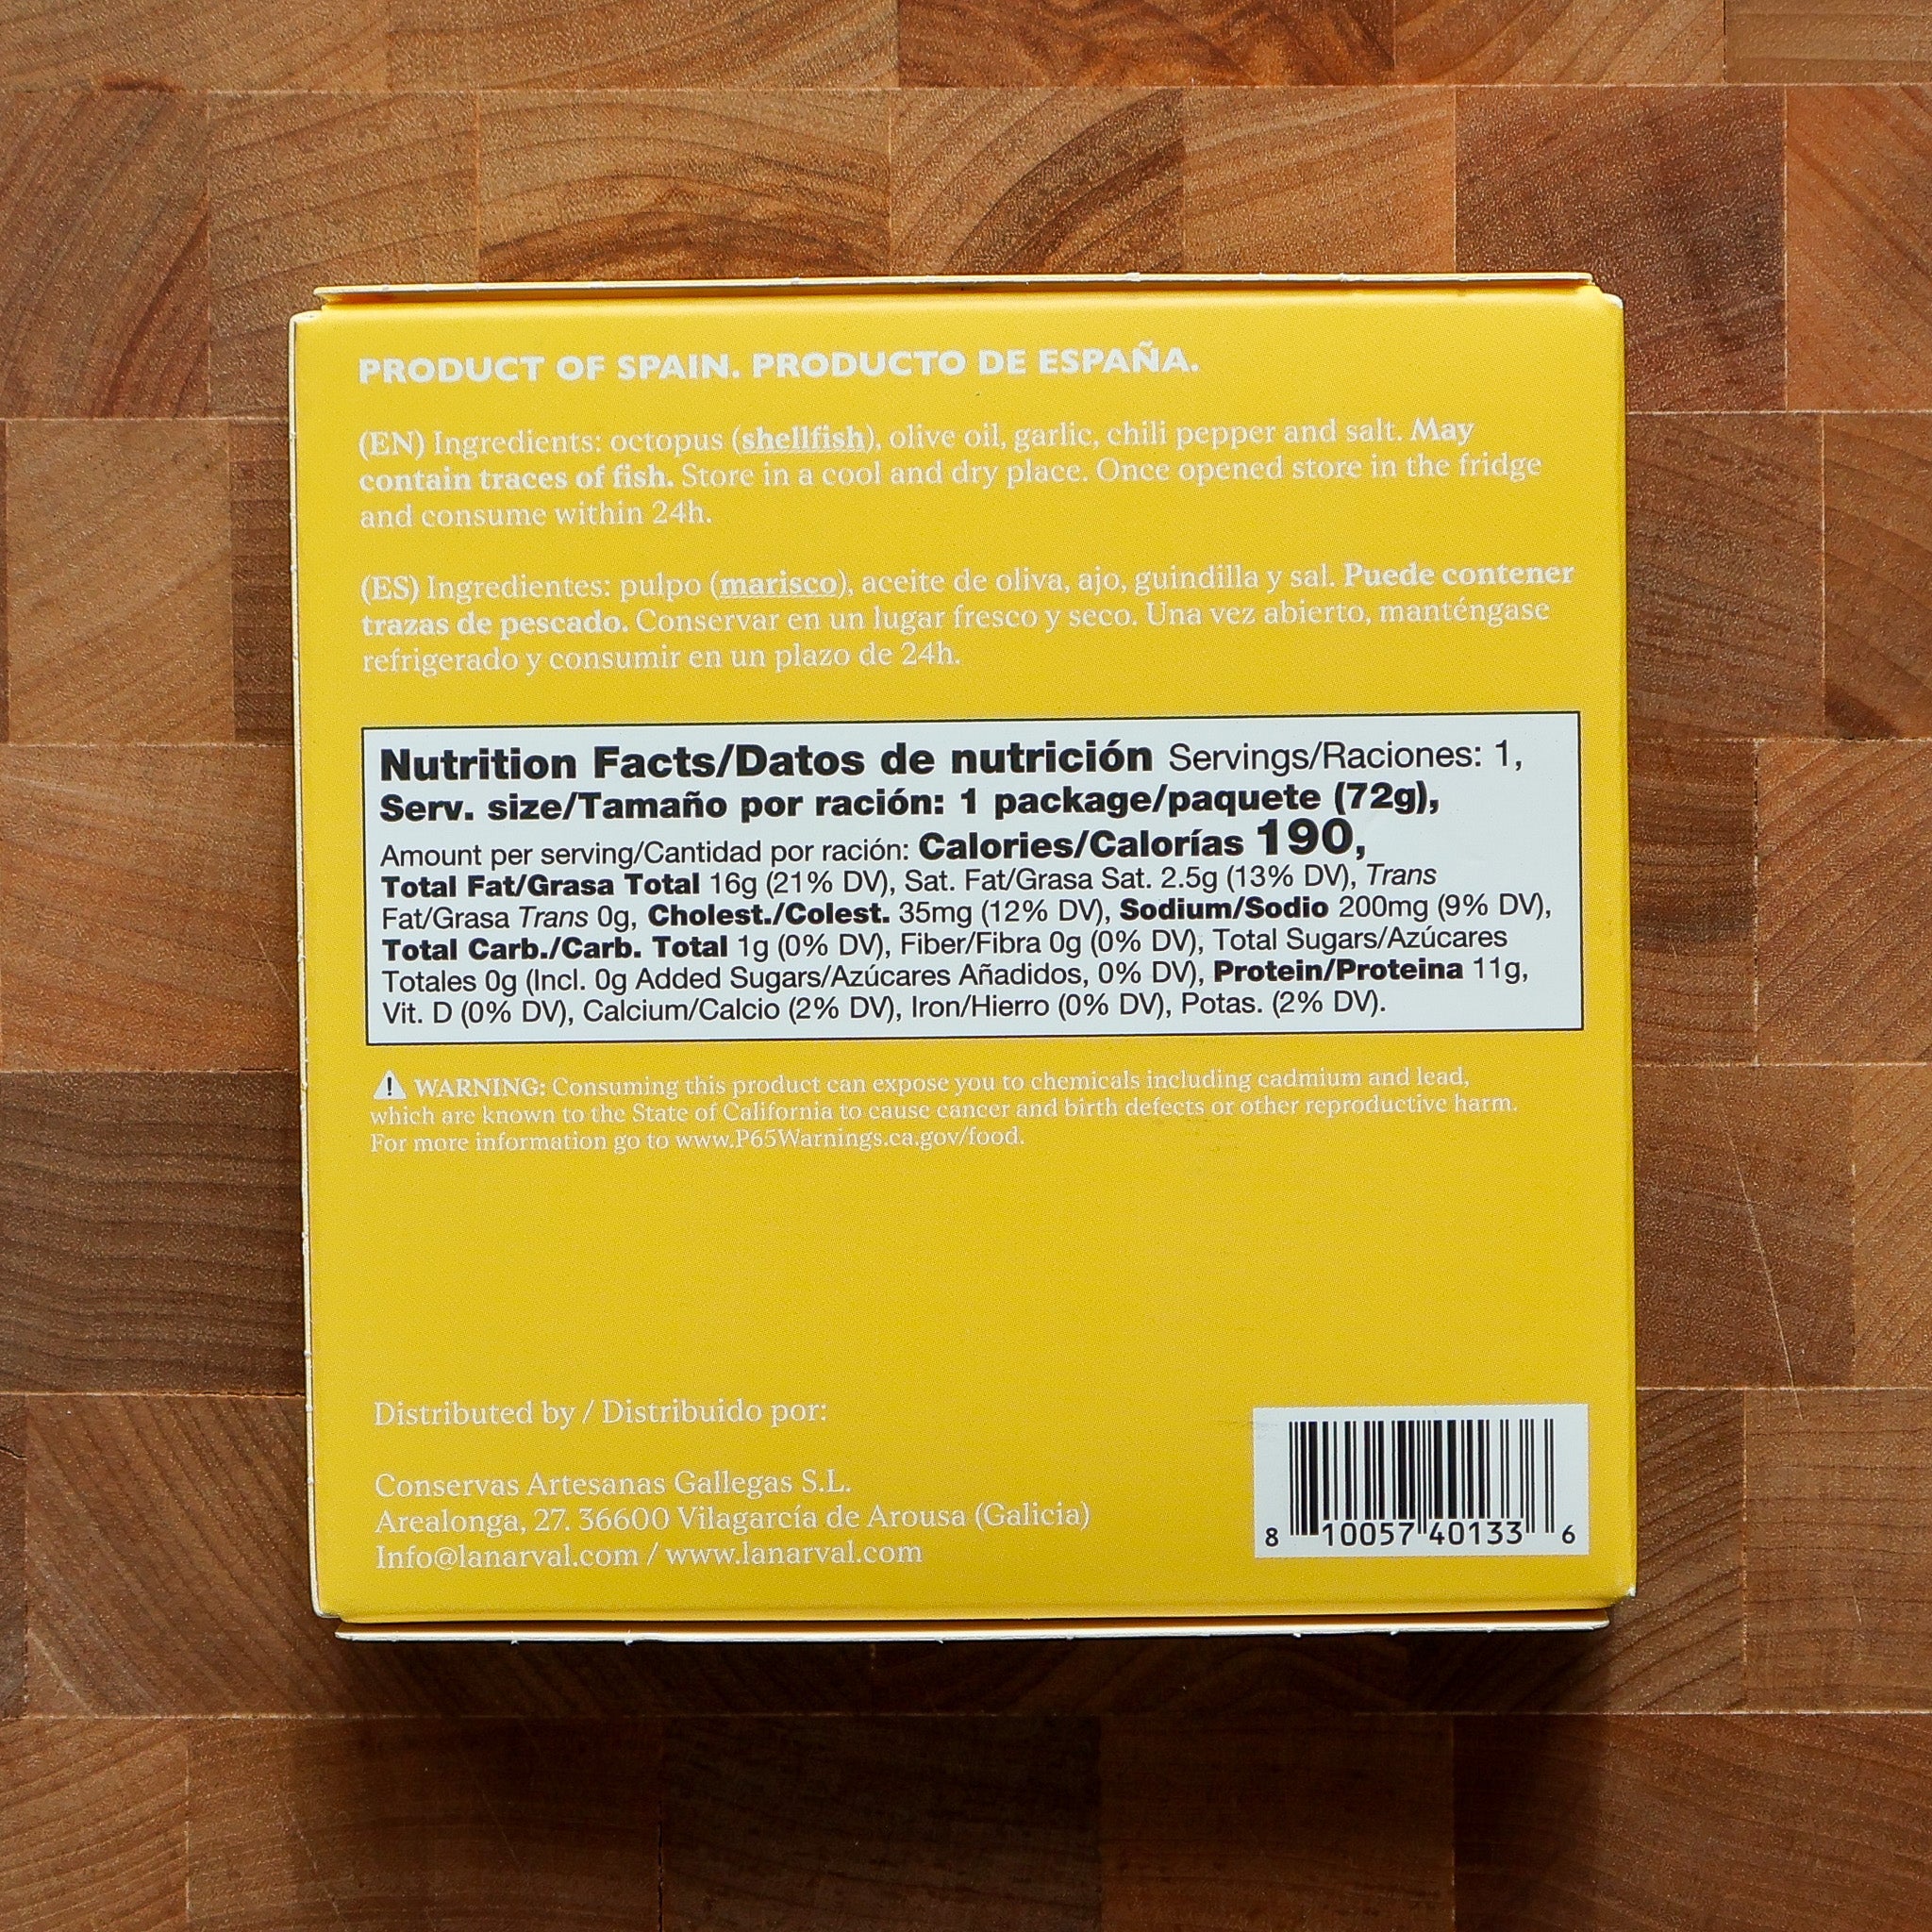 PRODUCT OF SPAIN. PRODUCTO DE ESPAÑA.
(EN) Ingredients: octopus (shellfish), olive oil, garlic, chili pepper and salt. May
contain traces of fish. Store in a cool and dry place. Once opened store in the fridge
and consume within 24h.
(ES) Ingredientes: pulpo (marisco), aceite de oliva, ajo, guindilla y sal. Puede contener
trazas de pescado. Conservar en un lugar fresco y seco. Una vez abierto, manténgase
refrigerado y consumir en un plazo de 24h.
Nutrition Facts/Datos de nutrición Servings/Raciones: 1,
Serv. size/Tamaño por ración: 1 package/paquete (72g),
Amount per serving/Cantidad por ración: Calories/Calorías 190,
Total Fat/Grasa Total 16g (21% DV), Sat. Fat/Grasa Sat. 2.5g (13% DV), Trans
Fat/Grasa Trans 0g, Cholest./Colest. 35mg (12% DV), Sodium/Sodio 200mg (9% DV),
Total Carb./Carb. Total 1g (0% DV), Fiber/Fibra 0g (0% DV), Total Sugars/Azúcares
Totales 0g (Incl. 0g Added Sugars/Azúcares Añadidos, 0% DV), Protein/Proteina 11g,
Vit. D (0% DV), Calcium/Calcio (2% DV), Iron/Hierro (0% DV), Potas. (2% DV).
WARNING: Consuming this product can expose you to chemicals including cadmium and lead,
which are known to the State of California to cause cancer and birth defects or other reproductive harm.
For more information go to www.P65Warnings.ca.gov/food.
Distributed by / Distribuido por:
Conservas Artesanas Gallegas S.L.
Arealonga, 27. 36600 Vilagarcía de Arousa (Galicia)
Info@lanarval.com / www.lanarval.com
8 10057 40133 6